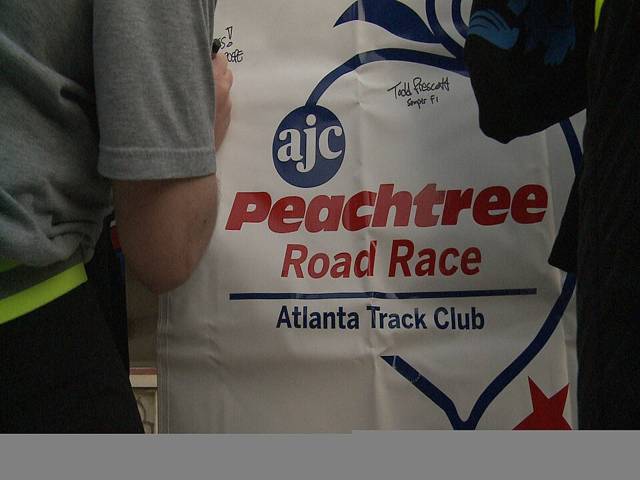 Todd Prescott
Semper Fi
ajc
Peachtree
Road Race
Atlanta Track Club